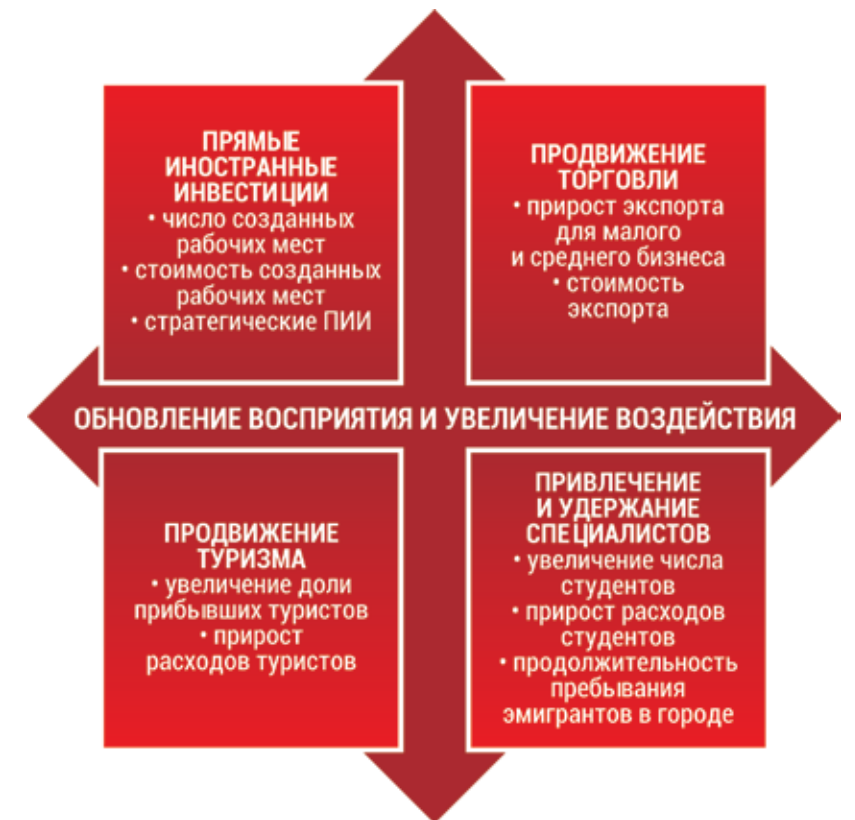 ПРЯМЫЕ
ИНОСТРАННЫЕ
ИНВЕСТИЦИИ
• число созданных
рабочих мест
• стоимость созданных
рабочих мест
• стратегические ПИИ
ПРОДВИЖЕНИЕ
ТОРГОВЛИ
• прирост экспорта
для малого
и среднего бизнеса
• стоимость
экспорта
ОБНОВЛЕНИЕ ВОСПРИЯТИЯ И УВЕЛИЧЕНИЕ ВОЗДЕЙСТВИЯ
ПРОДВИЖЕНИЕ
ТУРИЗМА
• увеличение доли
прибывших туристов
• прирост
расходов туристов
ПРИВЛЕЧЕНИЕ
И УДЕРЖАНИЕ
СПЕЦИАЛИСТОВ
• увеличение числа
студентов
• прирост расходов
студентов
• продолжительность
пребывания
эмигрантов в городе